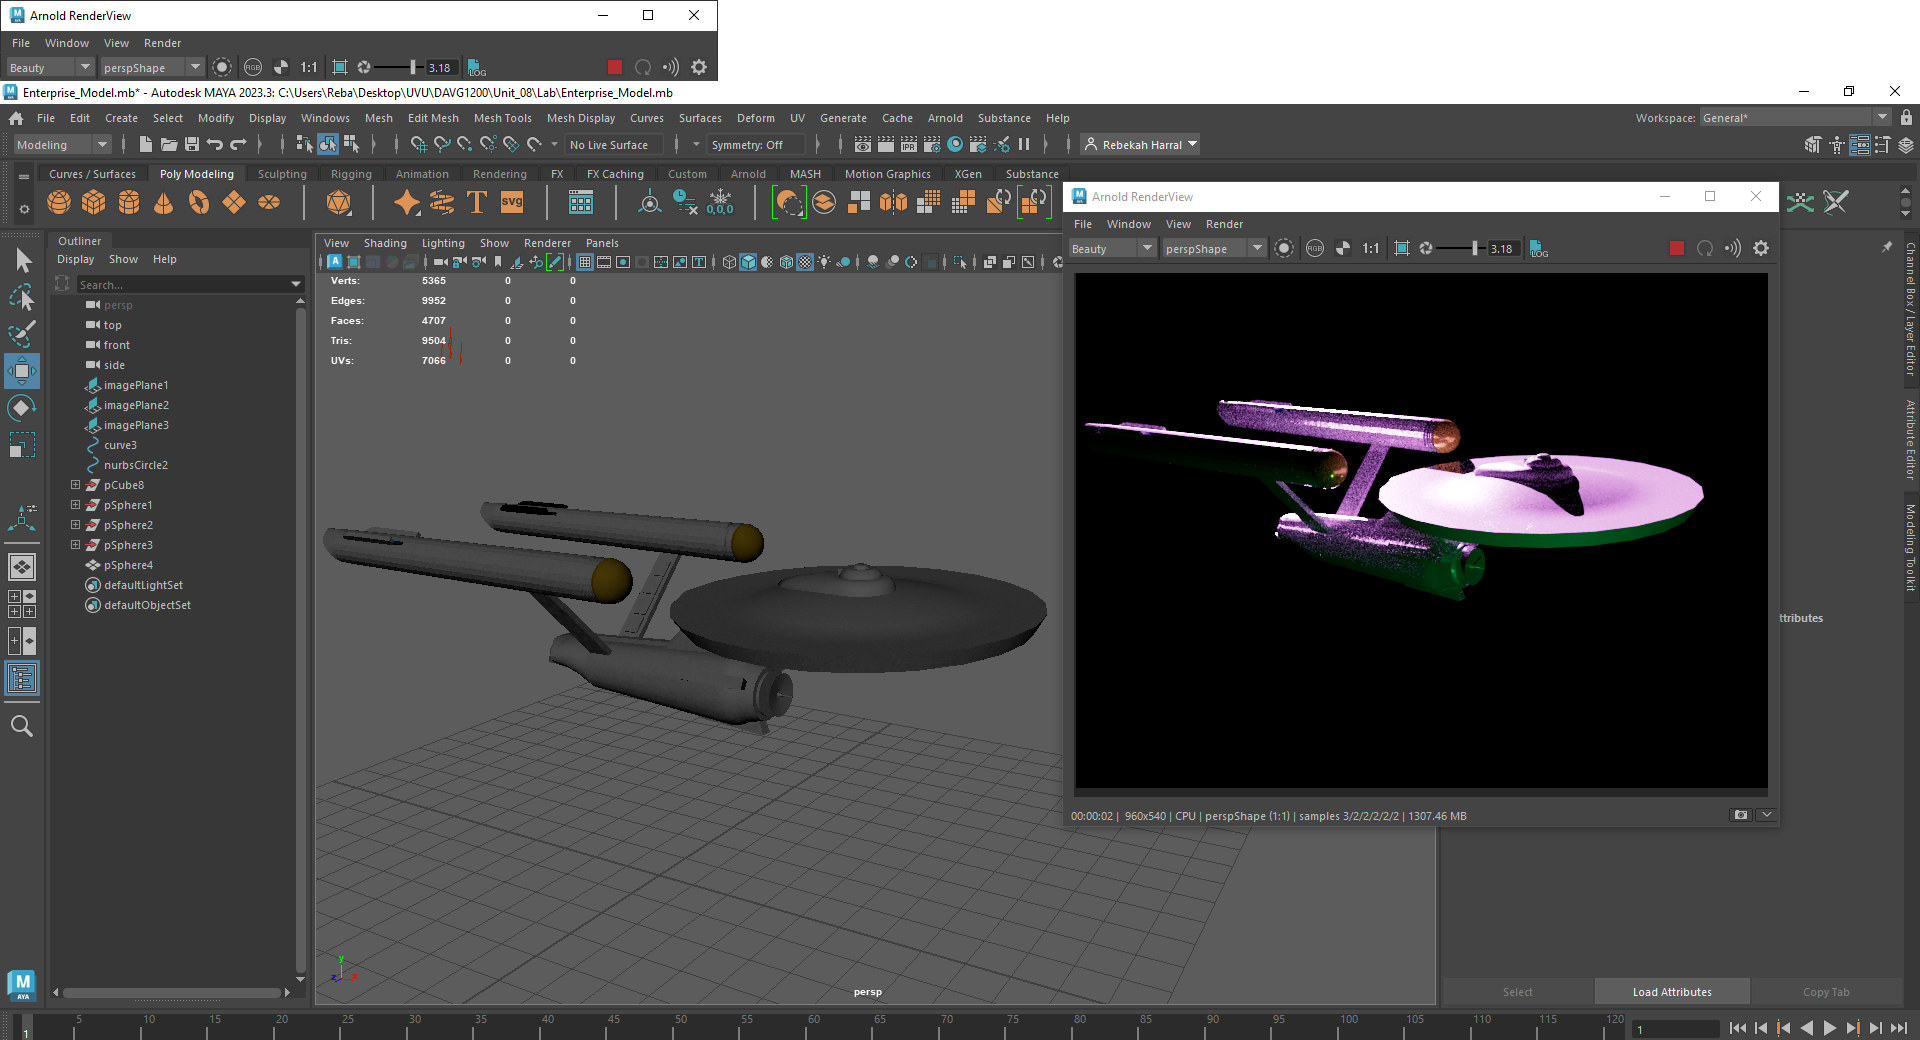 Arnold RenderView
File Window View Render
Beauty perspShape RGB 1:1 3.18 LOG
Enterprise_Model.mb* - Autodesk MAYA 2023.3: C:\Users\Reba\Desktop\UVU\DAVG1200\Unit_08\Lab\Enterprise_Model.mb
File Edit Create Select Modify Display Windows Mesh Edit Mesh Mesh Tools Mesh Display Curves Surfaces Deform UV Generate Cache Arnold Substance Help
Workspace: General*
Modeling No Live Surface Symmetry: Off IPR Rebekah Harral
Curves / Surfaces Poly Modeling Sculpting Rigging Animation Rendering FX FX Caching Custom Arnold MASH Motion Graphics XGen Substance
T svg 0,0,0
Outliner
Display Show Help
Search...
persp
top
front
side
imagePlane1
imagePlane2
imagePlane3
curve3
nurbsCircle2
pCube8
pSphere1
pSphere2
pSphere3
pSphere4
defaultLightSet
defaultObjectSet
View Shading Lighting Show Renderer Panels
Verts: 5365 0 0
Edges: 9952 0 0
Faces: 4707 0 0
Tris: 9504 0 0
UVs: 7066 0 0
y
z x
persp
Arnold RenderView
File Window View Render
Beauty perspShape RGB 1:1 3.18 LOG
00:00:02 | 960x540 | CPU | perspShape (1:1) | samples 3/2/2/2/2/2 | 1307.46 MB
Channel Box / Layer Editor
Attribute Editor
Modeling Toolkit
ttributes
Select Load Attributes Copy Tab
M
AYA
1 5 10 15 20 25 30 35 40 45 50 55 60 65 70 75 80 85 90 95 100 105 110 115 120 1